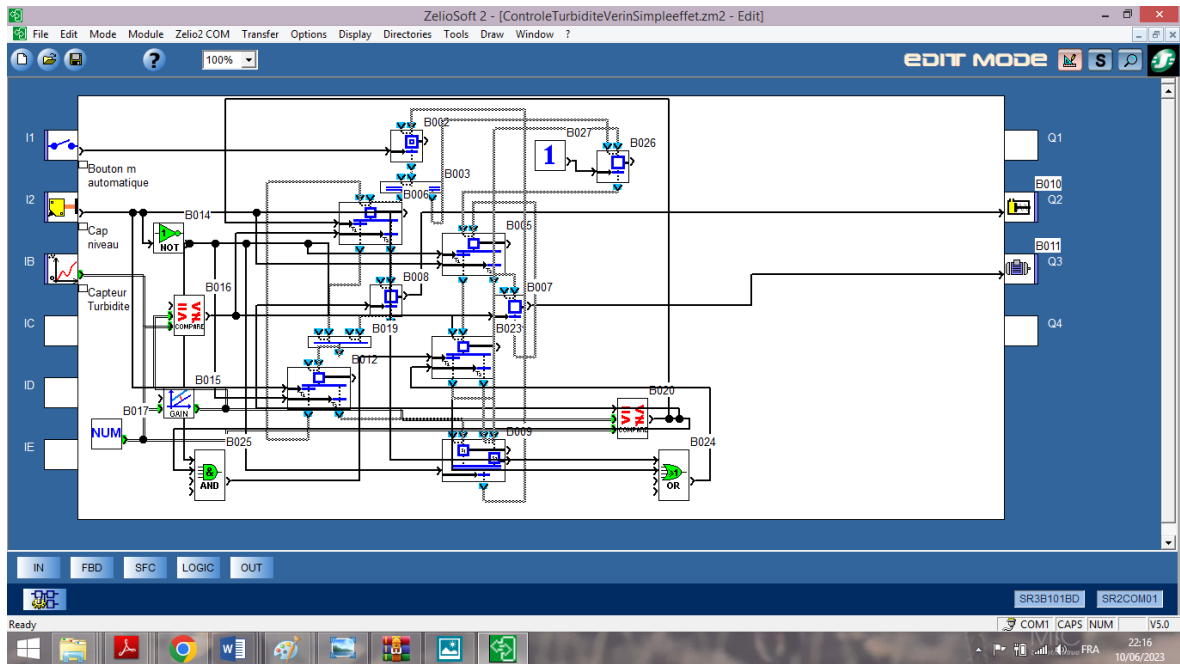 ZelioSoft 2 - [ControleTurbiditeVerinSimpleeffet.zm2 - Edit]
File Edit Mode Module Zelio2 COM Transfer Options Display Directories Tools Draw Window ?
100%
EDIT MODE
S
I1
Bouton m
automatique
I2
Cap
niveau
IB
Capteur
Turbidite
IC
ID
IE
B002
B027
1
B026
B003
B006
B014
NOT
B005
B016
COMPARE
B008
B007
B019
B023
B012
B015
GAIN
B017
NUM
B020
COMPARE
B025
AND
B009
B024
OR
Q1
B010
Q2
B011
Q3
Q4
IN FBD SFC LOGIC OUT
SR3B101BD SR2COM01
Ready
COM1 CAPS NUM V5.0
FRA
22:16
10/06/2023